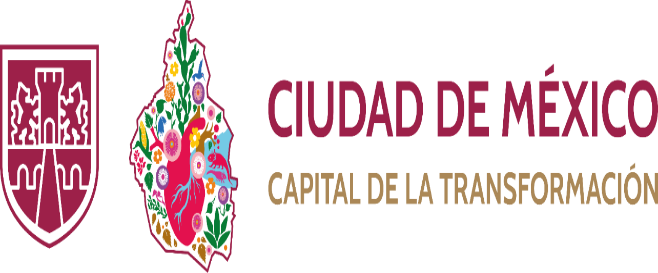 CIUDAD DE MÉXICO
CAPITAL DE LA TRANSFORMACIÓN